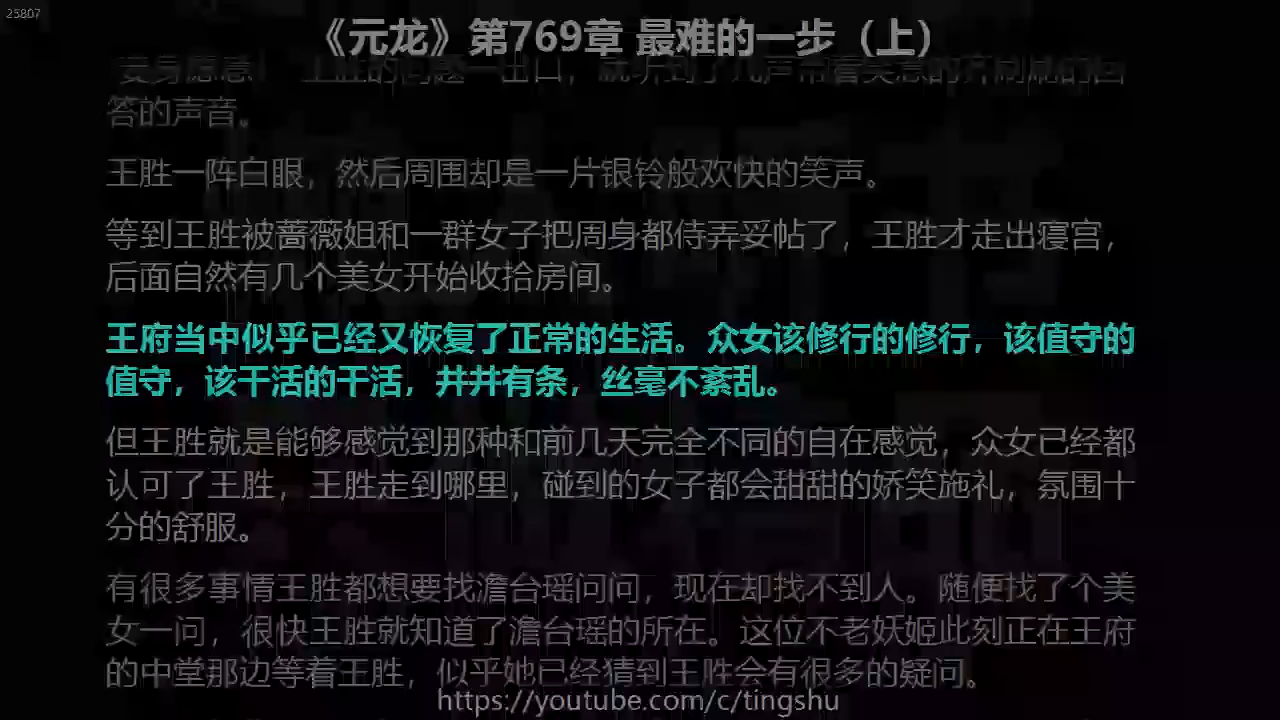 25807
《元龙》第769章 最难的一步（上）
答的声音。
王胜一阵白眼，然后周围却是一片银铃般欢快的笑声。
等到王胜被蔷薇姐和一群女子把周身都侍弄妥帖了，王胜才走出寝宫，
后面自然有几个美女开始收拾房间。
王府当中似乎已经又恢复了正常的生活。众女该修行的修行，该值守的
值守，该干活的干活，井井有条，丝毫不紊乱。
但王胜就是能够感觉到那种和前几天完全不同的自在感觉，众女已经都
认可了王胜，王胜走到哪里，碰到的女子都会甜甜的娇笑施礼，氛围十
分的舒服。
有很多事情王胜都想要找澹台瑶问问，现在却找不到人。随便找了个美
女一问，很快王胜就知道了澹台瑶的所在。这位不老妖姬此刻正在王府
的中堂那边等着王胜，似乎她已经猜到王胜会有很多的疑问。
https://youtube.com/c/tingshu